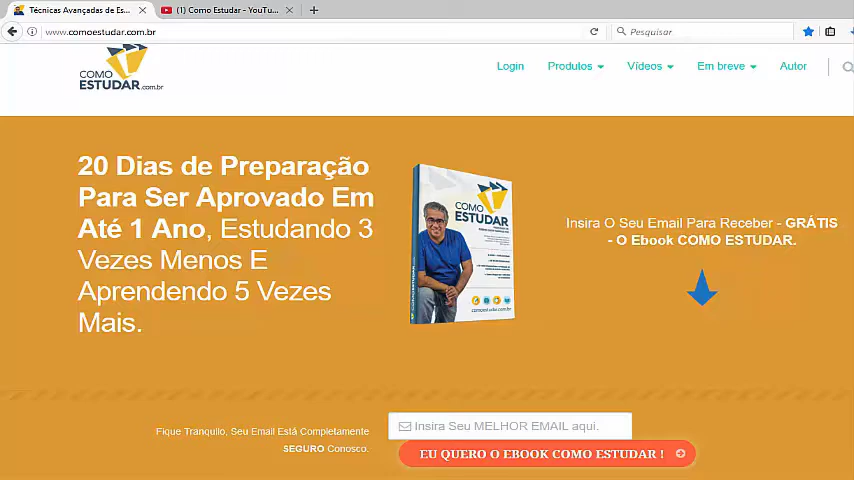 Técnicas Avançadas de Es...
(1) Como Estudar - YouTu...
www.comoestudar.com.br
Pesquisar
COMO
ESTUDAR.com.br
Login
Produtos
Vídeos
Em breve
Autor
20 Dias de Preparação
Para Ser Aprovado Em
Até 1 Ano, Estudando 3
Vezes Menos E
Aprendendo 5 Vezes
Mais.
COMO
ESTUDAR
comoestudar.com.br
Insira O Seu Email Para Receber - GRÁTIS
- O Ebook COMO ESTUDAR.
Fique Tranquilo, Seu Email Está Completamente
SEGURO Conosco.
Insira Seu MELHOR EMAIL aqui.
EU QUERO O EBOOK COMO ESTUDAR !